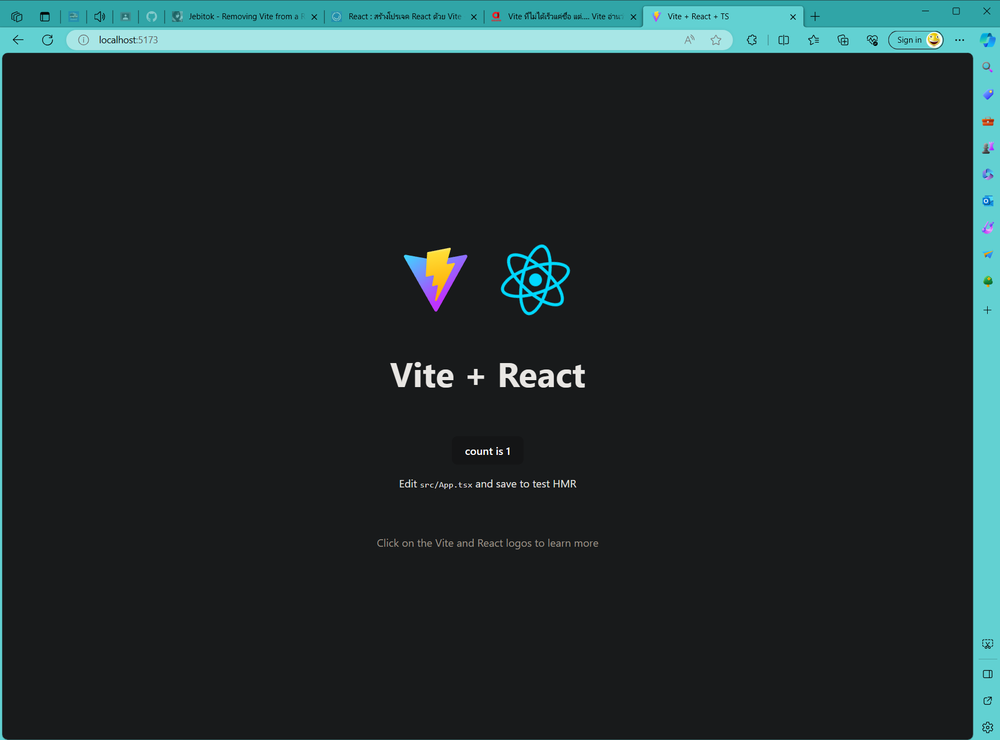 Jebitok - Removing Vite from a R
React : สร้างโปรเจค React ด้วย Vite
Vite ที่ไม่ได้เร็วแค่ชื่อ แต่.... Vite อ่านว
Vite + React + TS
localhost:5173
Sign in
Vite + React
count is 1
Edit src/App.tsx and save to test HMR
Click on the Vite and React logos to learn more